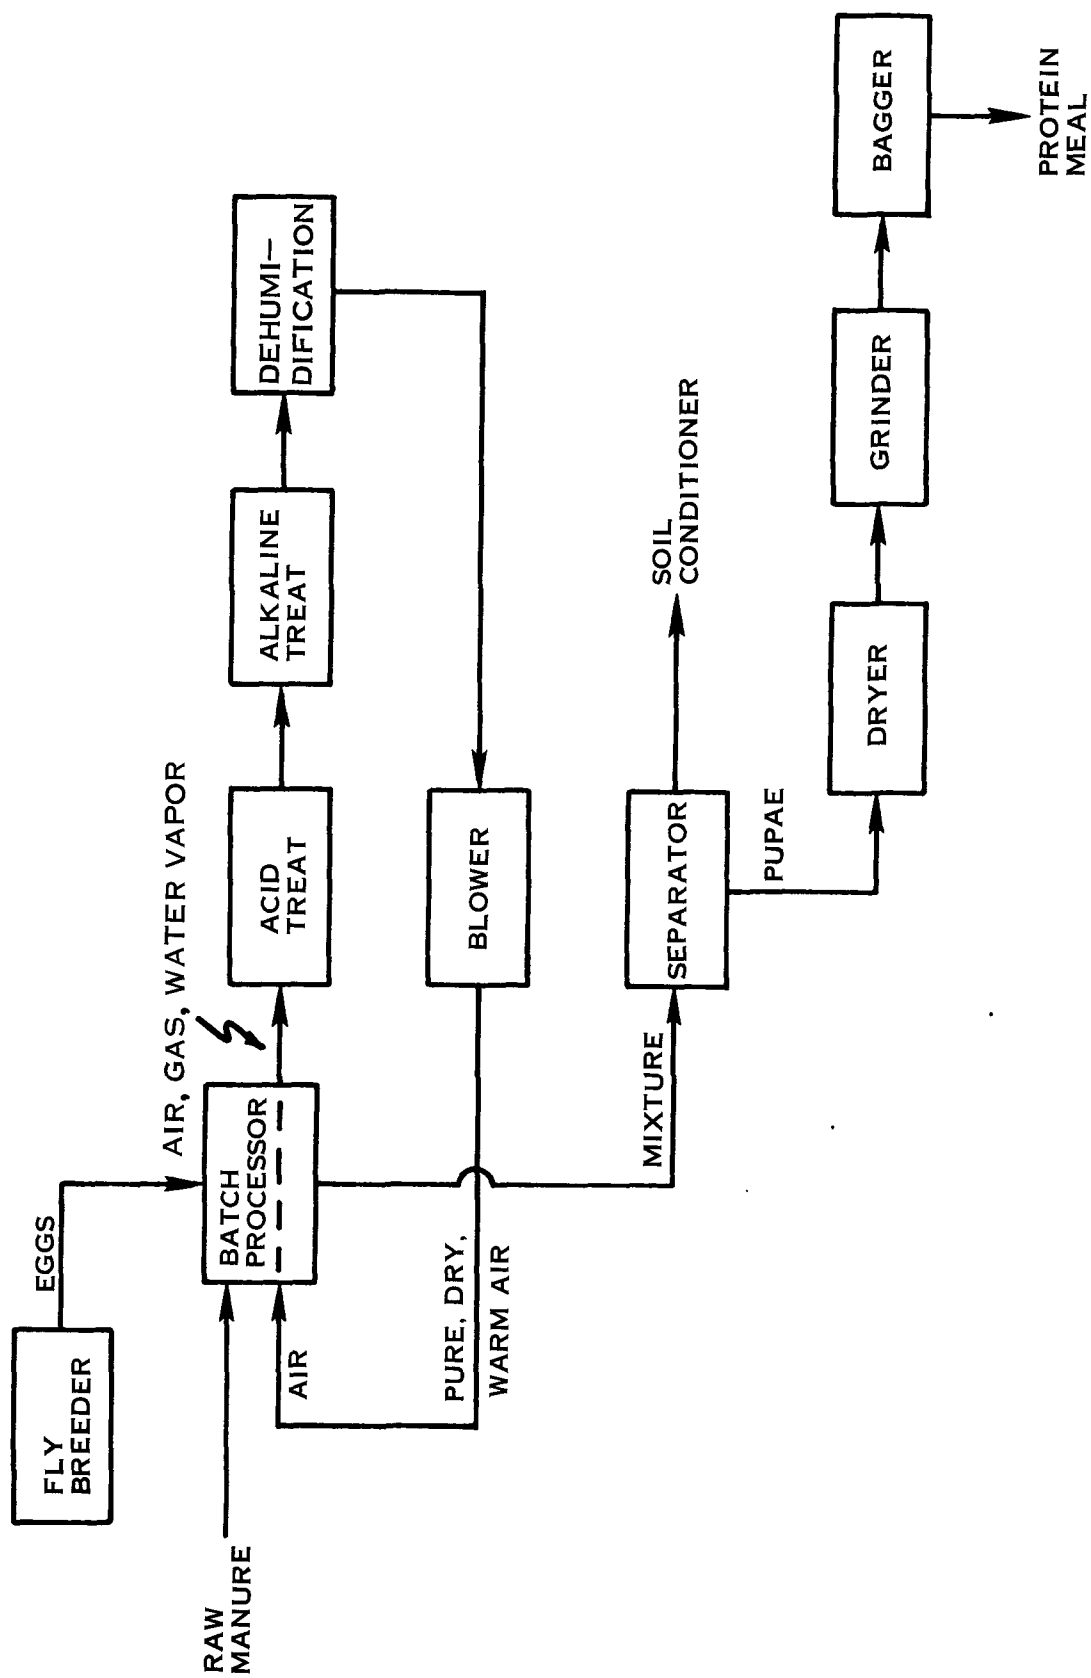 FLY
BREEDER
EGGS
RAW
MANURE
BATCH
PROCESSOR
AIR, GAS, WATER VAPOR
ACID
TREAT
ALKALINE
TREAT
DEHUMI–
DIFICATION
AIR
PURE, DRY,
WARM AIR
BLOWER
MIXTURE
SEPARATOR
SOIL
CONDITIONER
PUPAE
DRYER
GRINDER
BAGGER
PROTEIN
MEAL